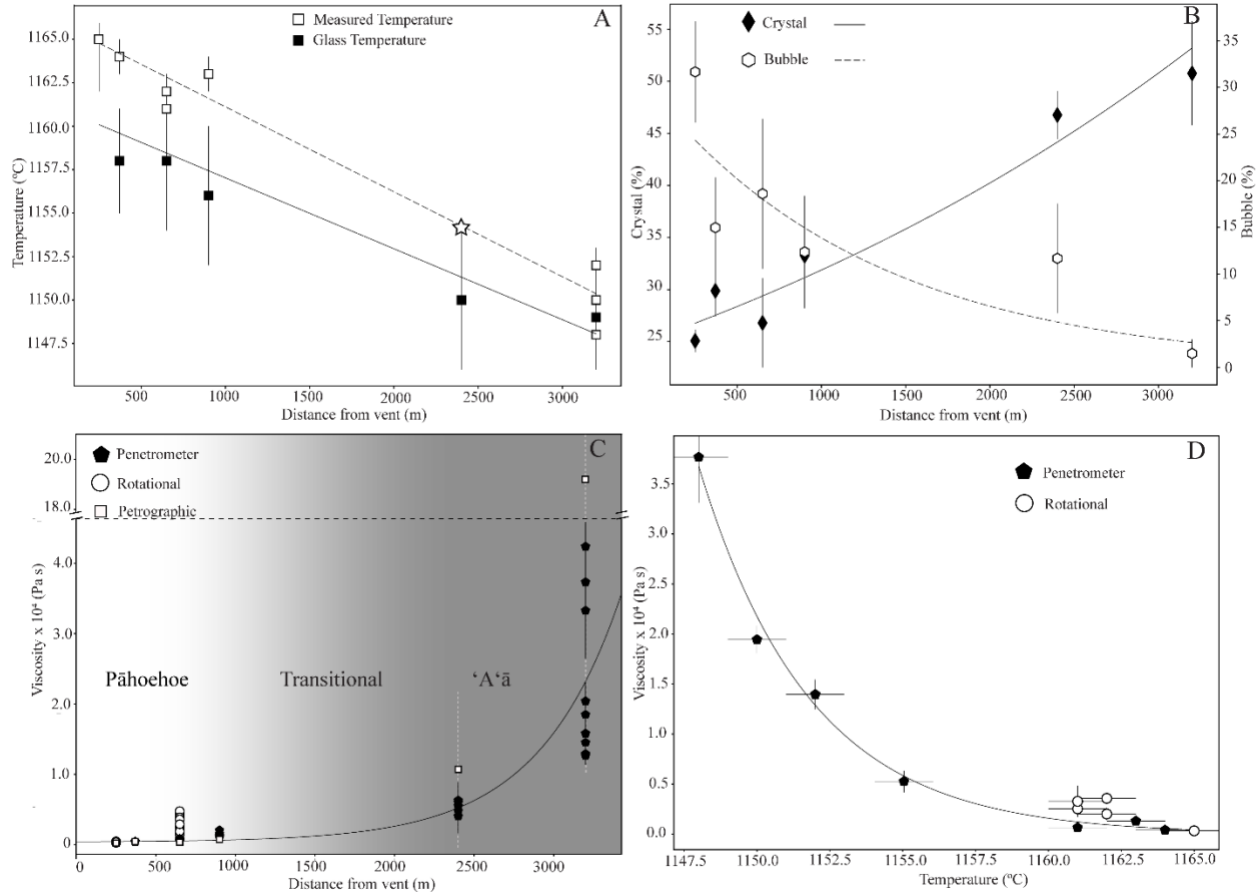 A
Measured Temperature
Glass Temperature
Temperature (°C)
1165.0
1162.5
1160.0
1157.5
1155.0
1152.5
1150.0
1147.5
500
1000
1500
2000
2500
3000
Distance from vent (m)
B
Crystal
Bubble
Crystal (%)
55
50
45
40
35
30
25
Bubble (%)
35
30
25
20
15
10
5
0
500
1000
1500
2000
2500
3000
Distance from vent (m)
C
Penetrometer
Rotational
Petrographic
Viscosity x 10⁴ (Pa s)
20.0
18.0
4.0
3.0
2.0
1.0
0
Pāhoehoe
Transitional
ʻAʻā
0
500
1000
1500
2000
2500
3000
Distance from vent (m)
D
Penetrometer
Rotational
Viscosity x 10⁴ (Pa s)
3.5
3.0
2.5
2.0
1.5
1.0
0.5
0.0
1147.5
1150.0
1152.5
1155.0
1157.5
1160.0
1162.5
1165.0
Temperature (°C)